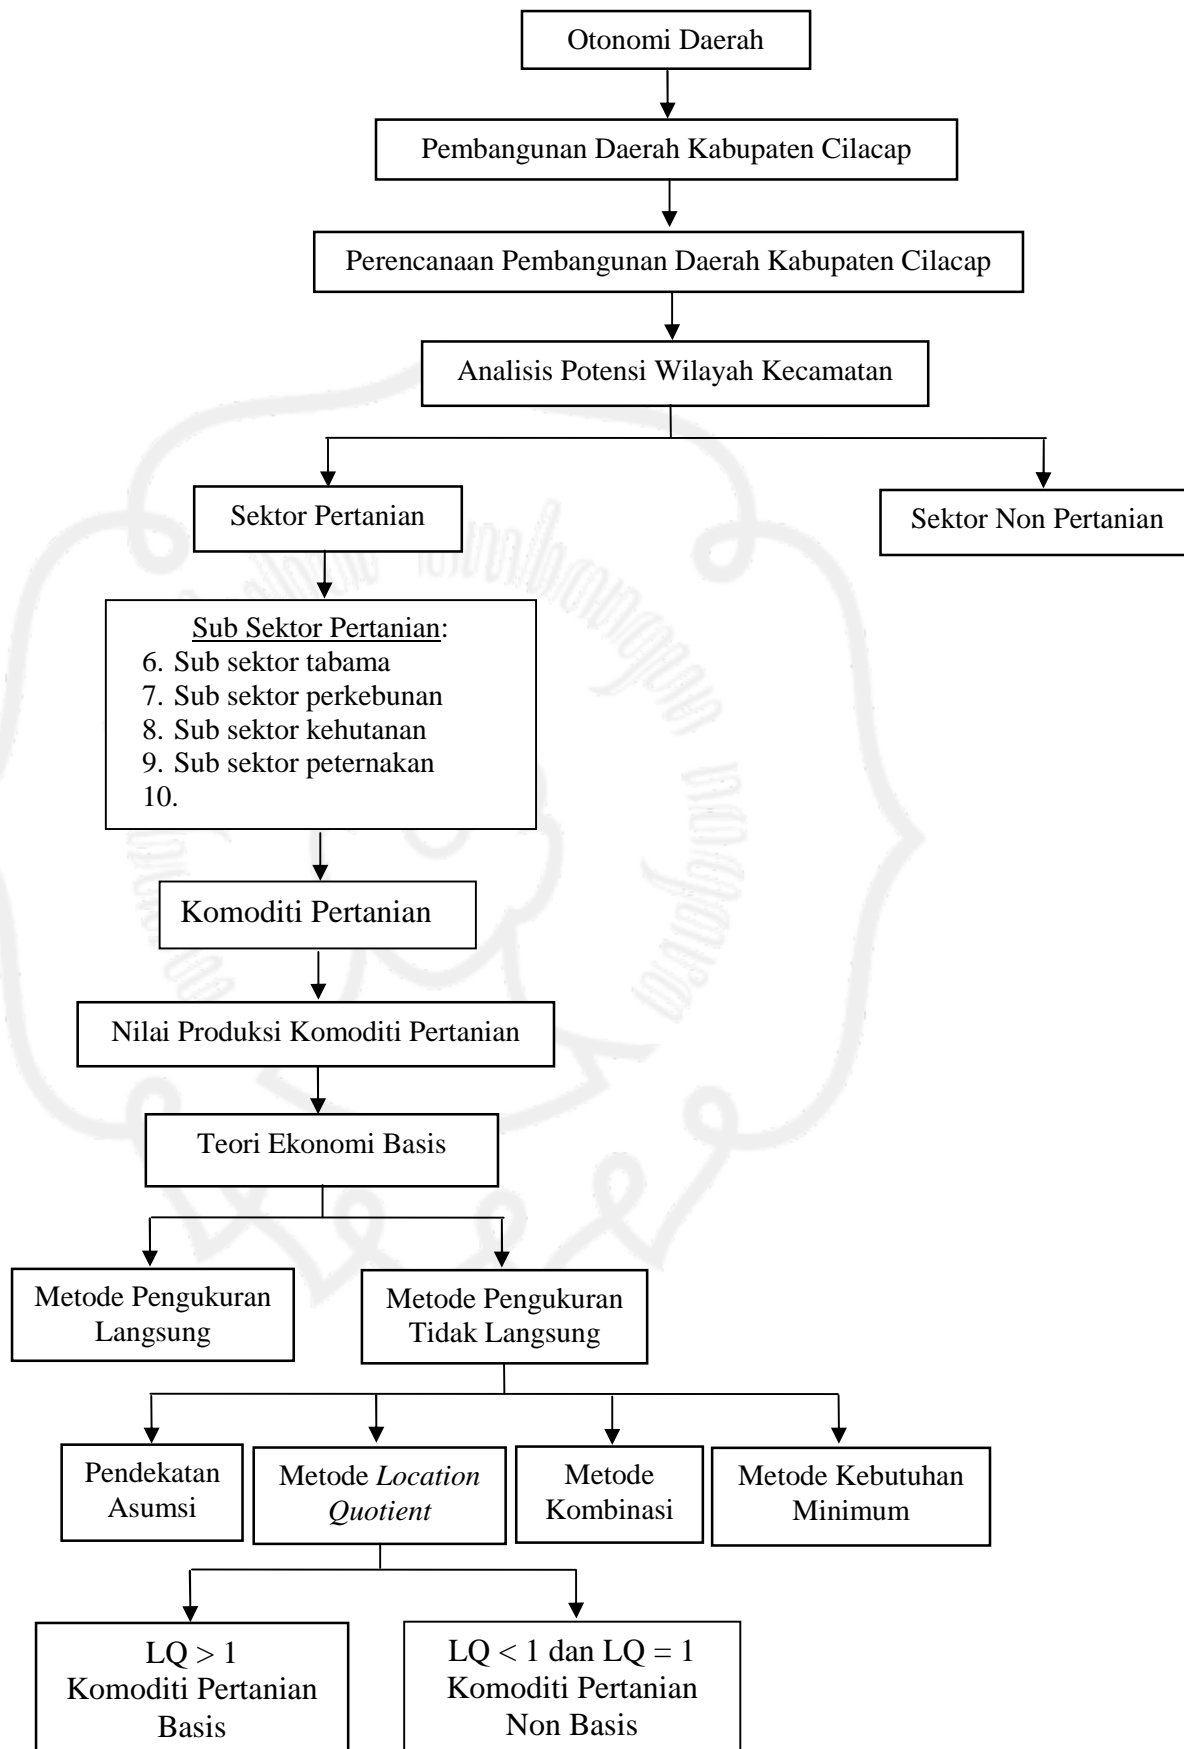 Otonomi Daerah
Pembangunan Daerah Kabupaten Cilacap
Perencanaan Pembangunan Daerah Kabupaten Cilacap
Analisis Potensi Wilayah Kecamatan
Sektor Pertanian
Sektor Non Pertanian
Sub Sektor Pertanian:
6. Sub sektor tabama
7. Sub sektor perkebunan
8. Sub sektor kehutanan
9. Sub sektor peternakan
10.
Komoditi Pertanian
Nilai Produksi Komoditi Pertanian
Teori Ekonomi Basis
Metode Pengukuran
Langsung
Metode Pengukuran
Tidak Langsung
Pendekatan
Asumsi
Metode Location
Quotient
Metode
Kombinasi
Metode Kebutuhan
Minimum
LQ > 1
Komoditi Pertanian
Basis
LQ < 1 dan LQ = 1
Komoditi Pertanian
Non Basis